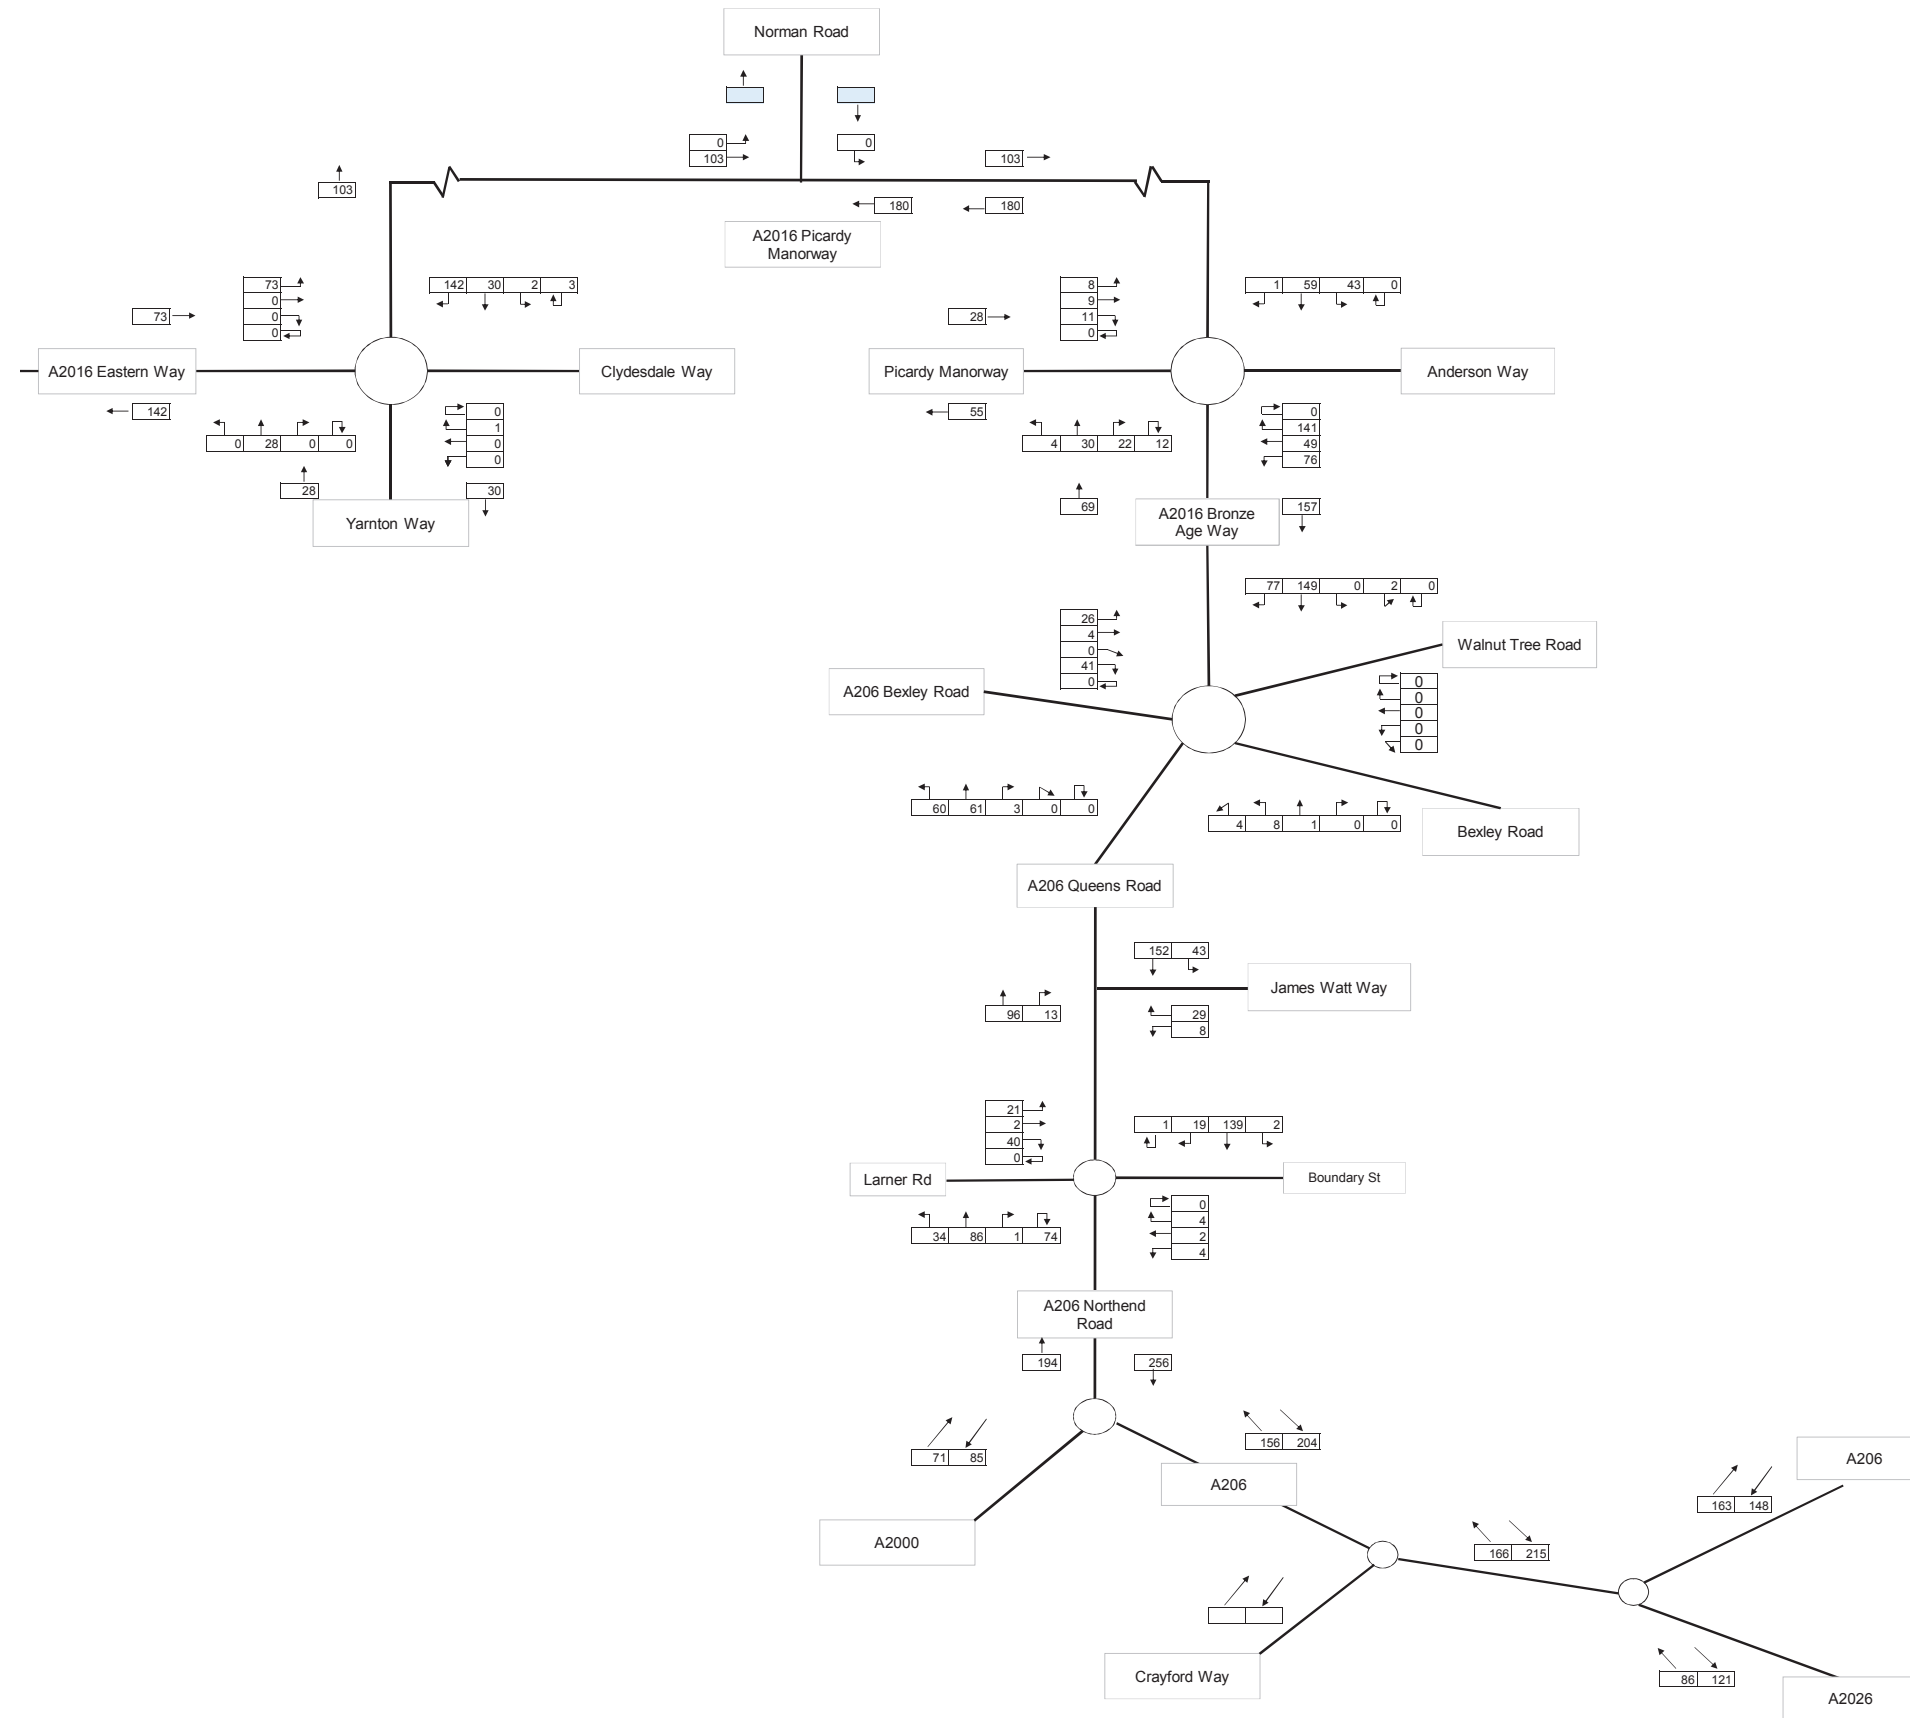 Norman Road
0
103
0
103
103
180
180
A2016 Picardy
Manorway
73
0
0
0
142 30 2 3
8
9
11
0
1 59 43 0
73
28
A2016 Eastern Way
Clydesdale Way
Picardy Manorway
Anderson Way
142
0 28 0 0
0
1
0
0
55
4 30 22 12
0
141
49
76
28
30
Yarnton Way
69
A2016 Bronze
Age Way
157
77 149 0 2 0
26
4
0
41
0
Walnut Tree Road
A206 Bexley Road
0
0
0
0
0
60 61 3 0 0
4 8 1 0 0
Bexley Road
A206 Queens Road
152 43
James Watt Way
96 13
29
8
21
2
40
0
1 19 139 2
Larner Rd
Boundary St
34 86 1 74
0
4
2
4
A206 Northend
Road
194
256
71 85
156 204
A206
A206
163 148
A2000
166 215
Crayford Way
86 121
A2026